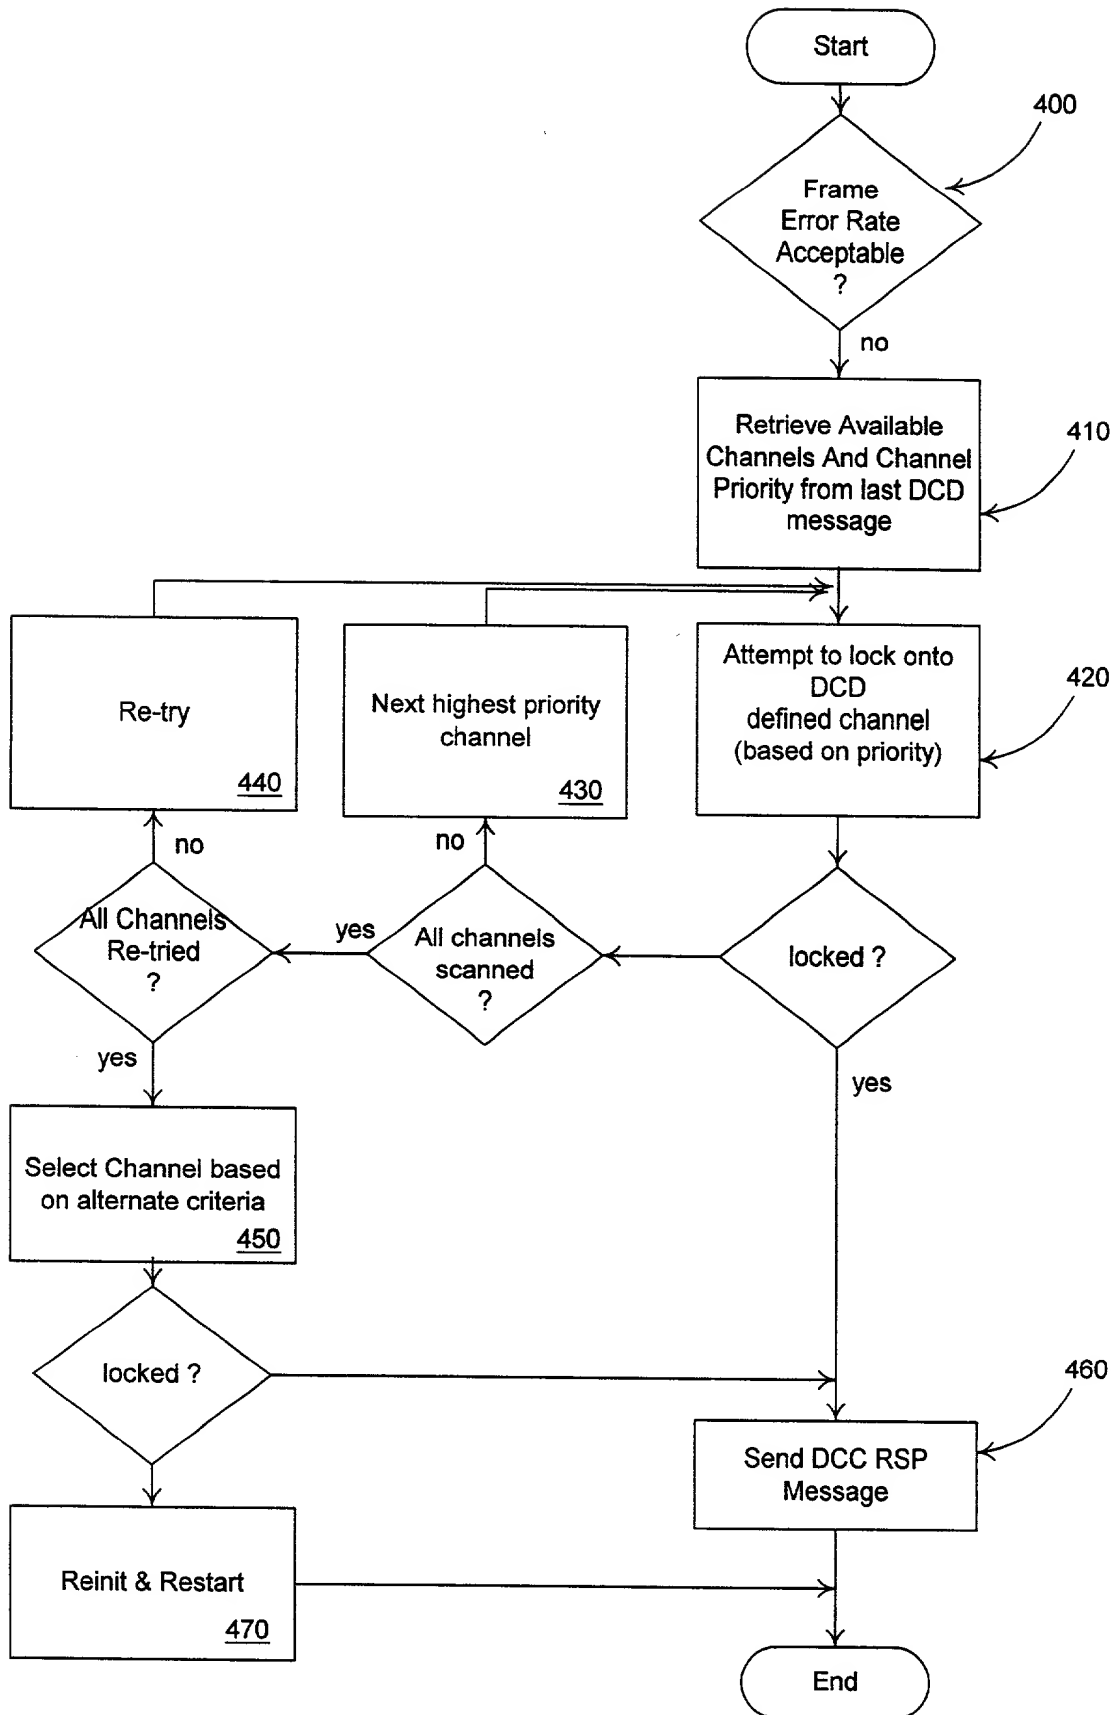 Start
400
Frame
Error Rate
Acceptable
?
no
Retrieve Available
Channels And Channel
Priority from last DCD
message
410
Re-try
440
Next highest priority
channel
430
Attempt to lock onto
DCD
defined channel
(based on priority)
420
no
no
All Channels
Re-tried
?
yes
All channels
scanned
?
locked ?
yes
yes
Select Channel based
on alternate criteria
450
locked ?
460
Send DCC RSP
Message
Reinit & Restart
470
End